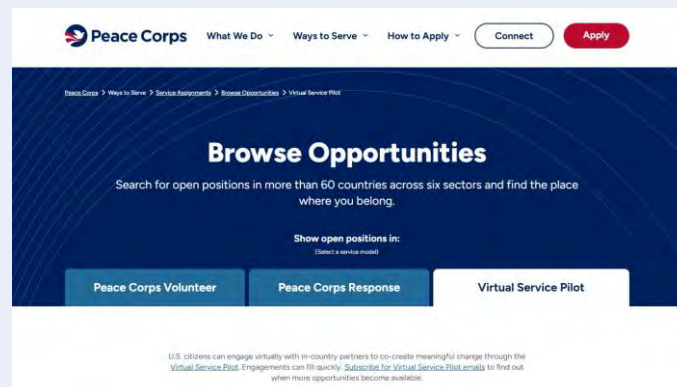 Peace Corps What We Do Ways to Serve How to Apply Connect Apply
Peace Corps > Ways to Serve > Service Assignments > Browse Opportunities > Virtual Service Pilot
Browse Opportunities
Search for open positions in more than 60 countries across six sectors and find the place
where you belong.
Show open positions in:
(Select a service model)
Peace Corps Volunteer Peace Corps Response Virtual Service Pilot
U.S. citizens can engage virtually with in-country partners to co-create meaningful change through the
Virtual Service Pilot. Engagements can fill quickly. Subscribe for Virtual Service Pilot emails to find out
when more opportunities become available.